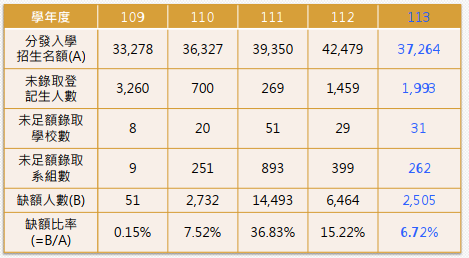 學年度 109 110 111 112 113
分發入學
招生名額(A) 33,278 36,327 39,350 42,479 37,264
未錄取登
記生人數 3,260 700 269 1,459 1,993
未足額錄取
學校數 8 20 51 29 31
未足額錄取
系組數 9 251 893 399 262
缺額人數(B) 51 2,732 14,493 6,464 2,505
缺額比率
(=B/A) 0.15% 7.52% 36.83% 15.22% 6.72%